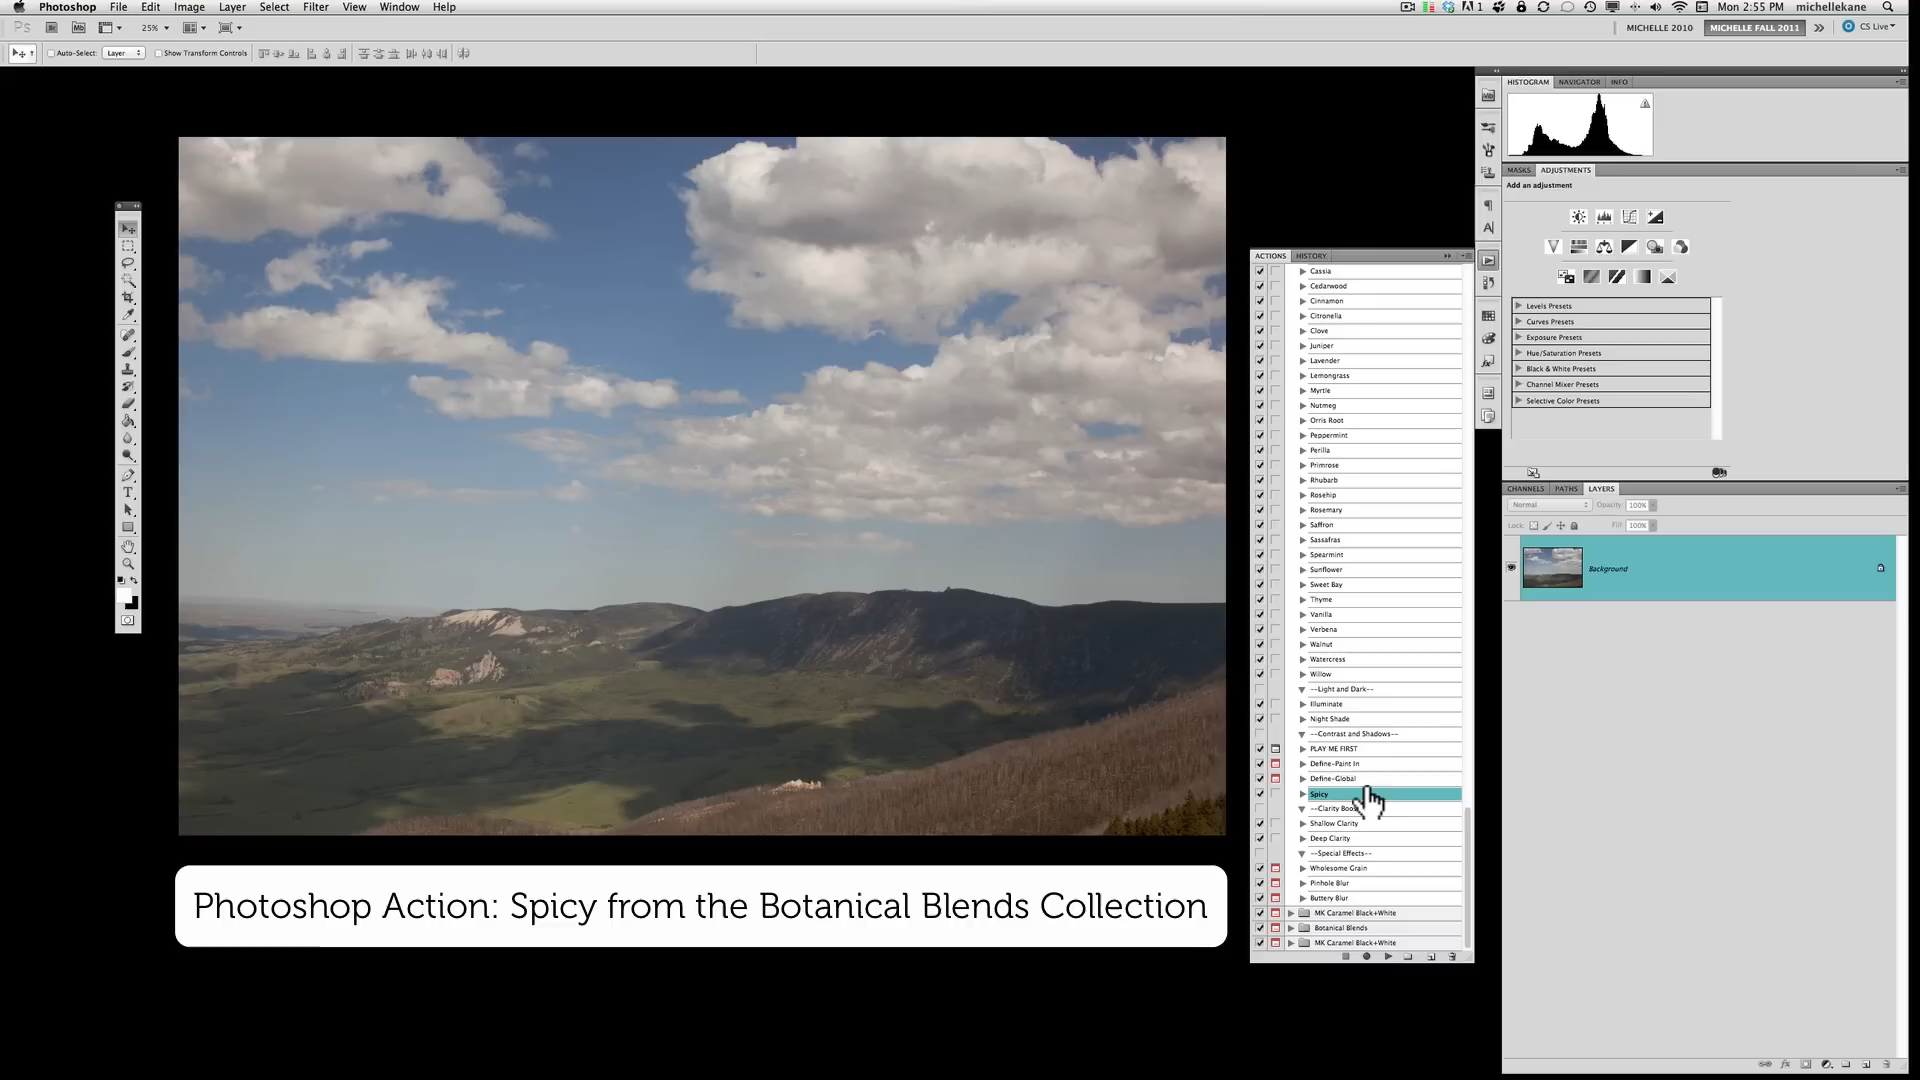 Photoshop File Edit Image Layer Select Filter View Window Help
1 Mon 2:55 PM michellekane
Ps Br Mb 25% MICHELLE 2010 MICHELLE FALL 2011 CS Live
Auto-Select: Layer Show Transform Controls
HISTOGRAM NAVIGATOR INFO
MASKS ADJUSTMENTS
Add an adjustment
Levels Presets
Curves Presets
Exposure Presets
Hue/Saturation Presets
Black & White Presets
Channel Mixer Presets
Selective Color Presets
CHANNELS PATHS LAYERS
Normal Opacity: 100%
Lock: Fill: 100%
Background
ACTIONS HISTORY
Cassia
Cedarwood
Cinnamon
Citronella
Clove
Juniper
Lavender
Lemongrass
Myrtle
Nutmeg
Orris Root
Peppermint
Perilla
Primrose
Rhubarb
Rosehip
Rosemary
Saffron
Sassafras
Spearmint
Sunflower
Sweet Bay
Thyme
Vanilla
Verbena
Walnut
Watercress
Willow
--Light and Dark--
Illuminate
Night Shade
--Contrast and Shadows--
PLAY ME FIRST
Define-Paint In
Define-Global
Spicy
--Clarity
Shallow Clarity
Deep Clarity
--Special Effects--
Wholesome Grain
Pinhole Blur
Buttery Blur
MK Caramel Black+White
Botanical Blends
MK Caramel Black+White
Photoshop Action: Spicy from the Botanical Blends Collection